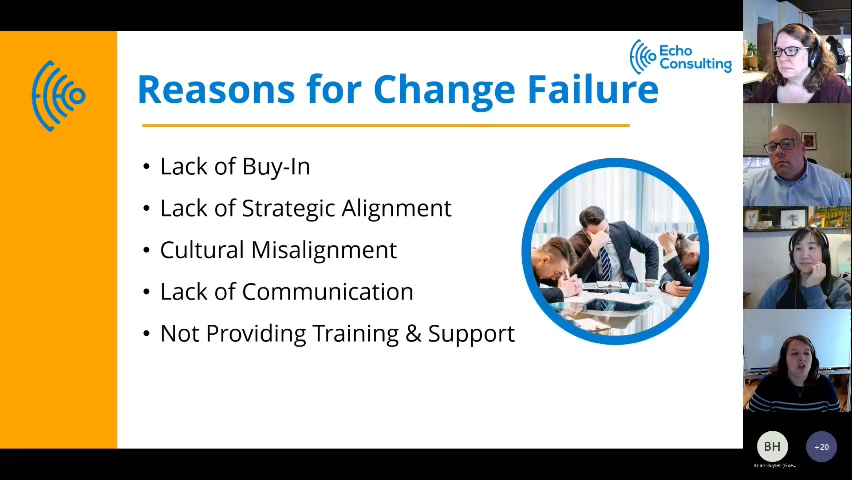 Echo
Consulting
Reasons for Change Failure
• Lack of Buy-In
• Lack of Strategic Alignment
• Cultural Misalignment
• Lack of Communication
• Not Providing Training & Support
BH
+20